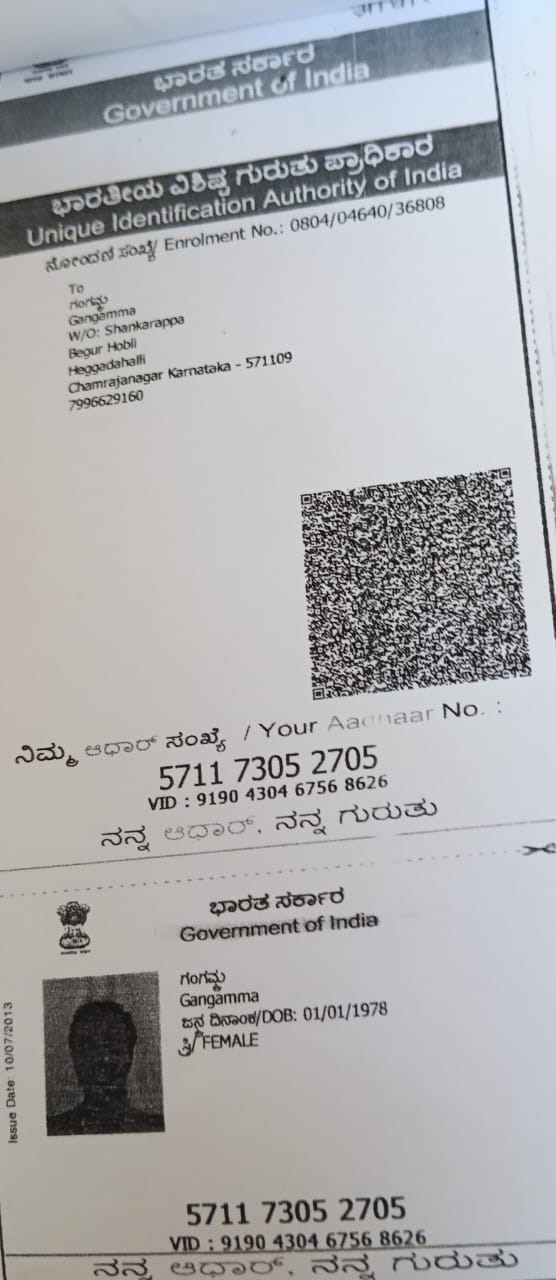 ಭಾರತ ಸರ್ಕಾರ
Government of India
ಭಾರತೀಯ ವಿಶಿಷ್ಟ ಗುರುತು ಪ್ರಾಧಿಕಾರ
Unique Identification Authority of India
ನೋಂದಣಿ ಸಂಖ್ಯೆ/ Enrolment No.: 0804/04640/36808
To
ಗಂಗಮ್ಮ
Gangamma
W/O: Shankarappa
Begur Hobli
Heggadahalli
Chamrajanagar Karnataka - 571109
7996629160
ನಿಮ್ಮ ಆಧಾರ್ ಸಂಖ್ಯೆ / Your Aadhaar No. :
5711 7305 2705
VID : 9190 4304 6756 8626
ನನ್ನ ಆಧಾರ್, ನನ್ನ ಗುರುತು
ಭಾರತ ಸರ್ಕಾರ
Government of India
ಗಂಗಮ್ಮ
Gangamma
ಜನ್ಮ ದಿನಾಂಕ/DOB: 01/01/1978
ಸ್ತ್ರೀ/ FEMALE
Issue Date: 10/07/2013
5711 7305 2705
VID : 9190 4304 6756 8626
ನನ್ನ ಆಧಾರ್, ನನ್ನ ಗುರುತು